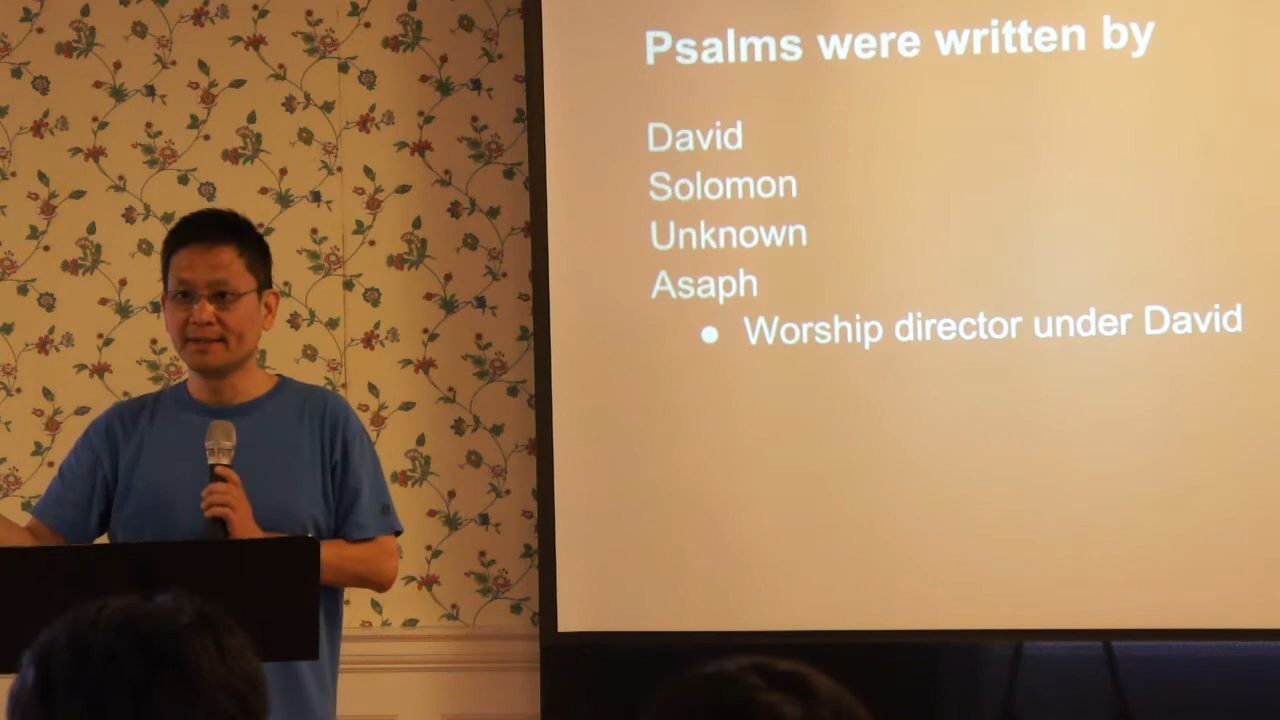 Psalms were written by
David
Solomon
Unknown
Asaph
● Worship director under David